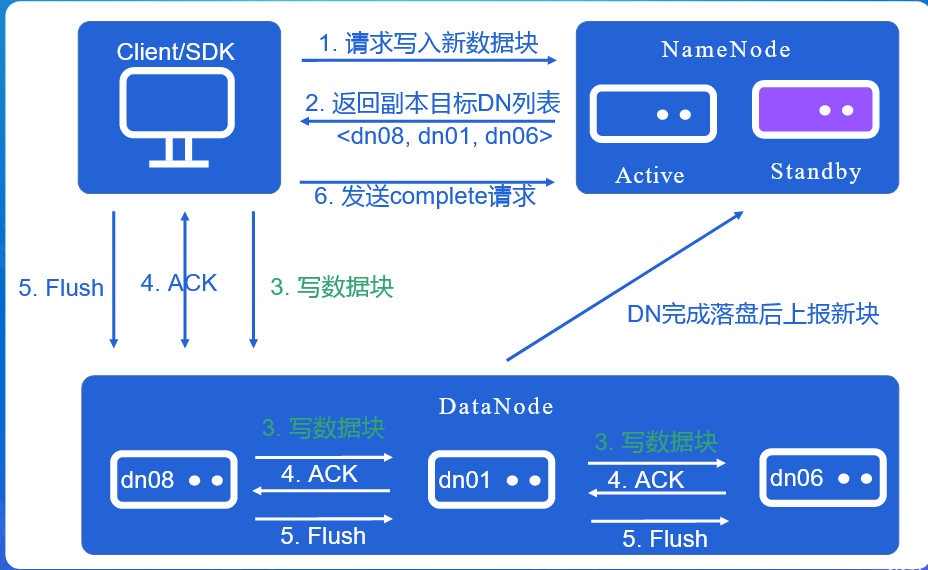 Client/SDK
1. 请求写入新数据块
NameNode
2. 返回副本目标DN列表
<dn08, dn01, dn06>
Active
Standby
6. 发送complete请求
5. Flush
4. ACK
3. 写数据块
DN完成落盘后上报新块
DataNode
3. 写数据块
3. 写数据块
dn08
4. ACK
dn01
4. ACK
dn06
5. Flush
5. Flush